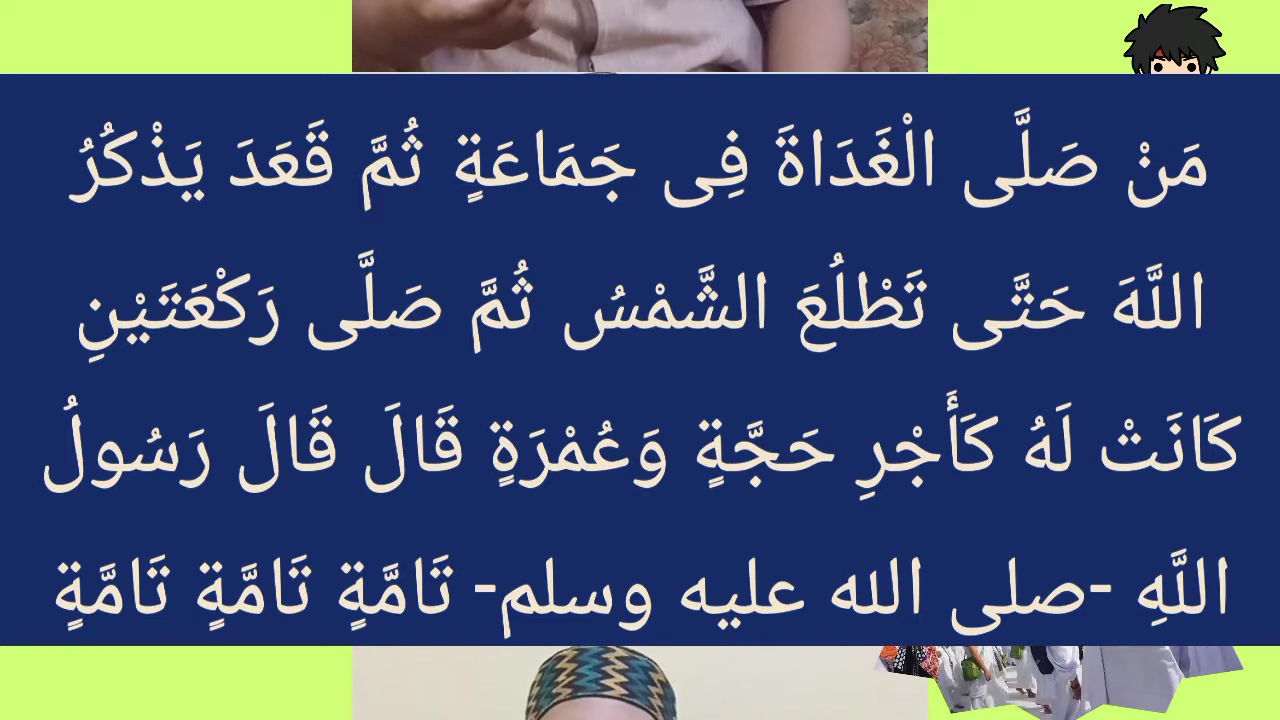 مَنْ صَلَّى الْغَدَاةَ فِى جَمَاعَةٍ ثُمَّ قَعَدَ يَذْكُرُ
اللَّهَ حَتَّى تَطْلُعَ الشَّمْسُ ثُمَّ صَلَّى رَكْعَتَيْنِ
كَانَتْ لَهُ كَأَجْرِ حَجَّةٍ وَعُمْرَةٍ قَالَ قَالَ رَسُولُ
اللَّهِ -صلى الله عليه وسلم- تَامَّةٍ تَامَّةٍ تَامَّةٍ